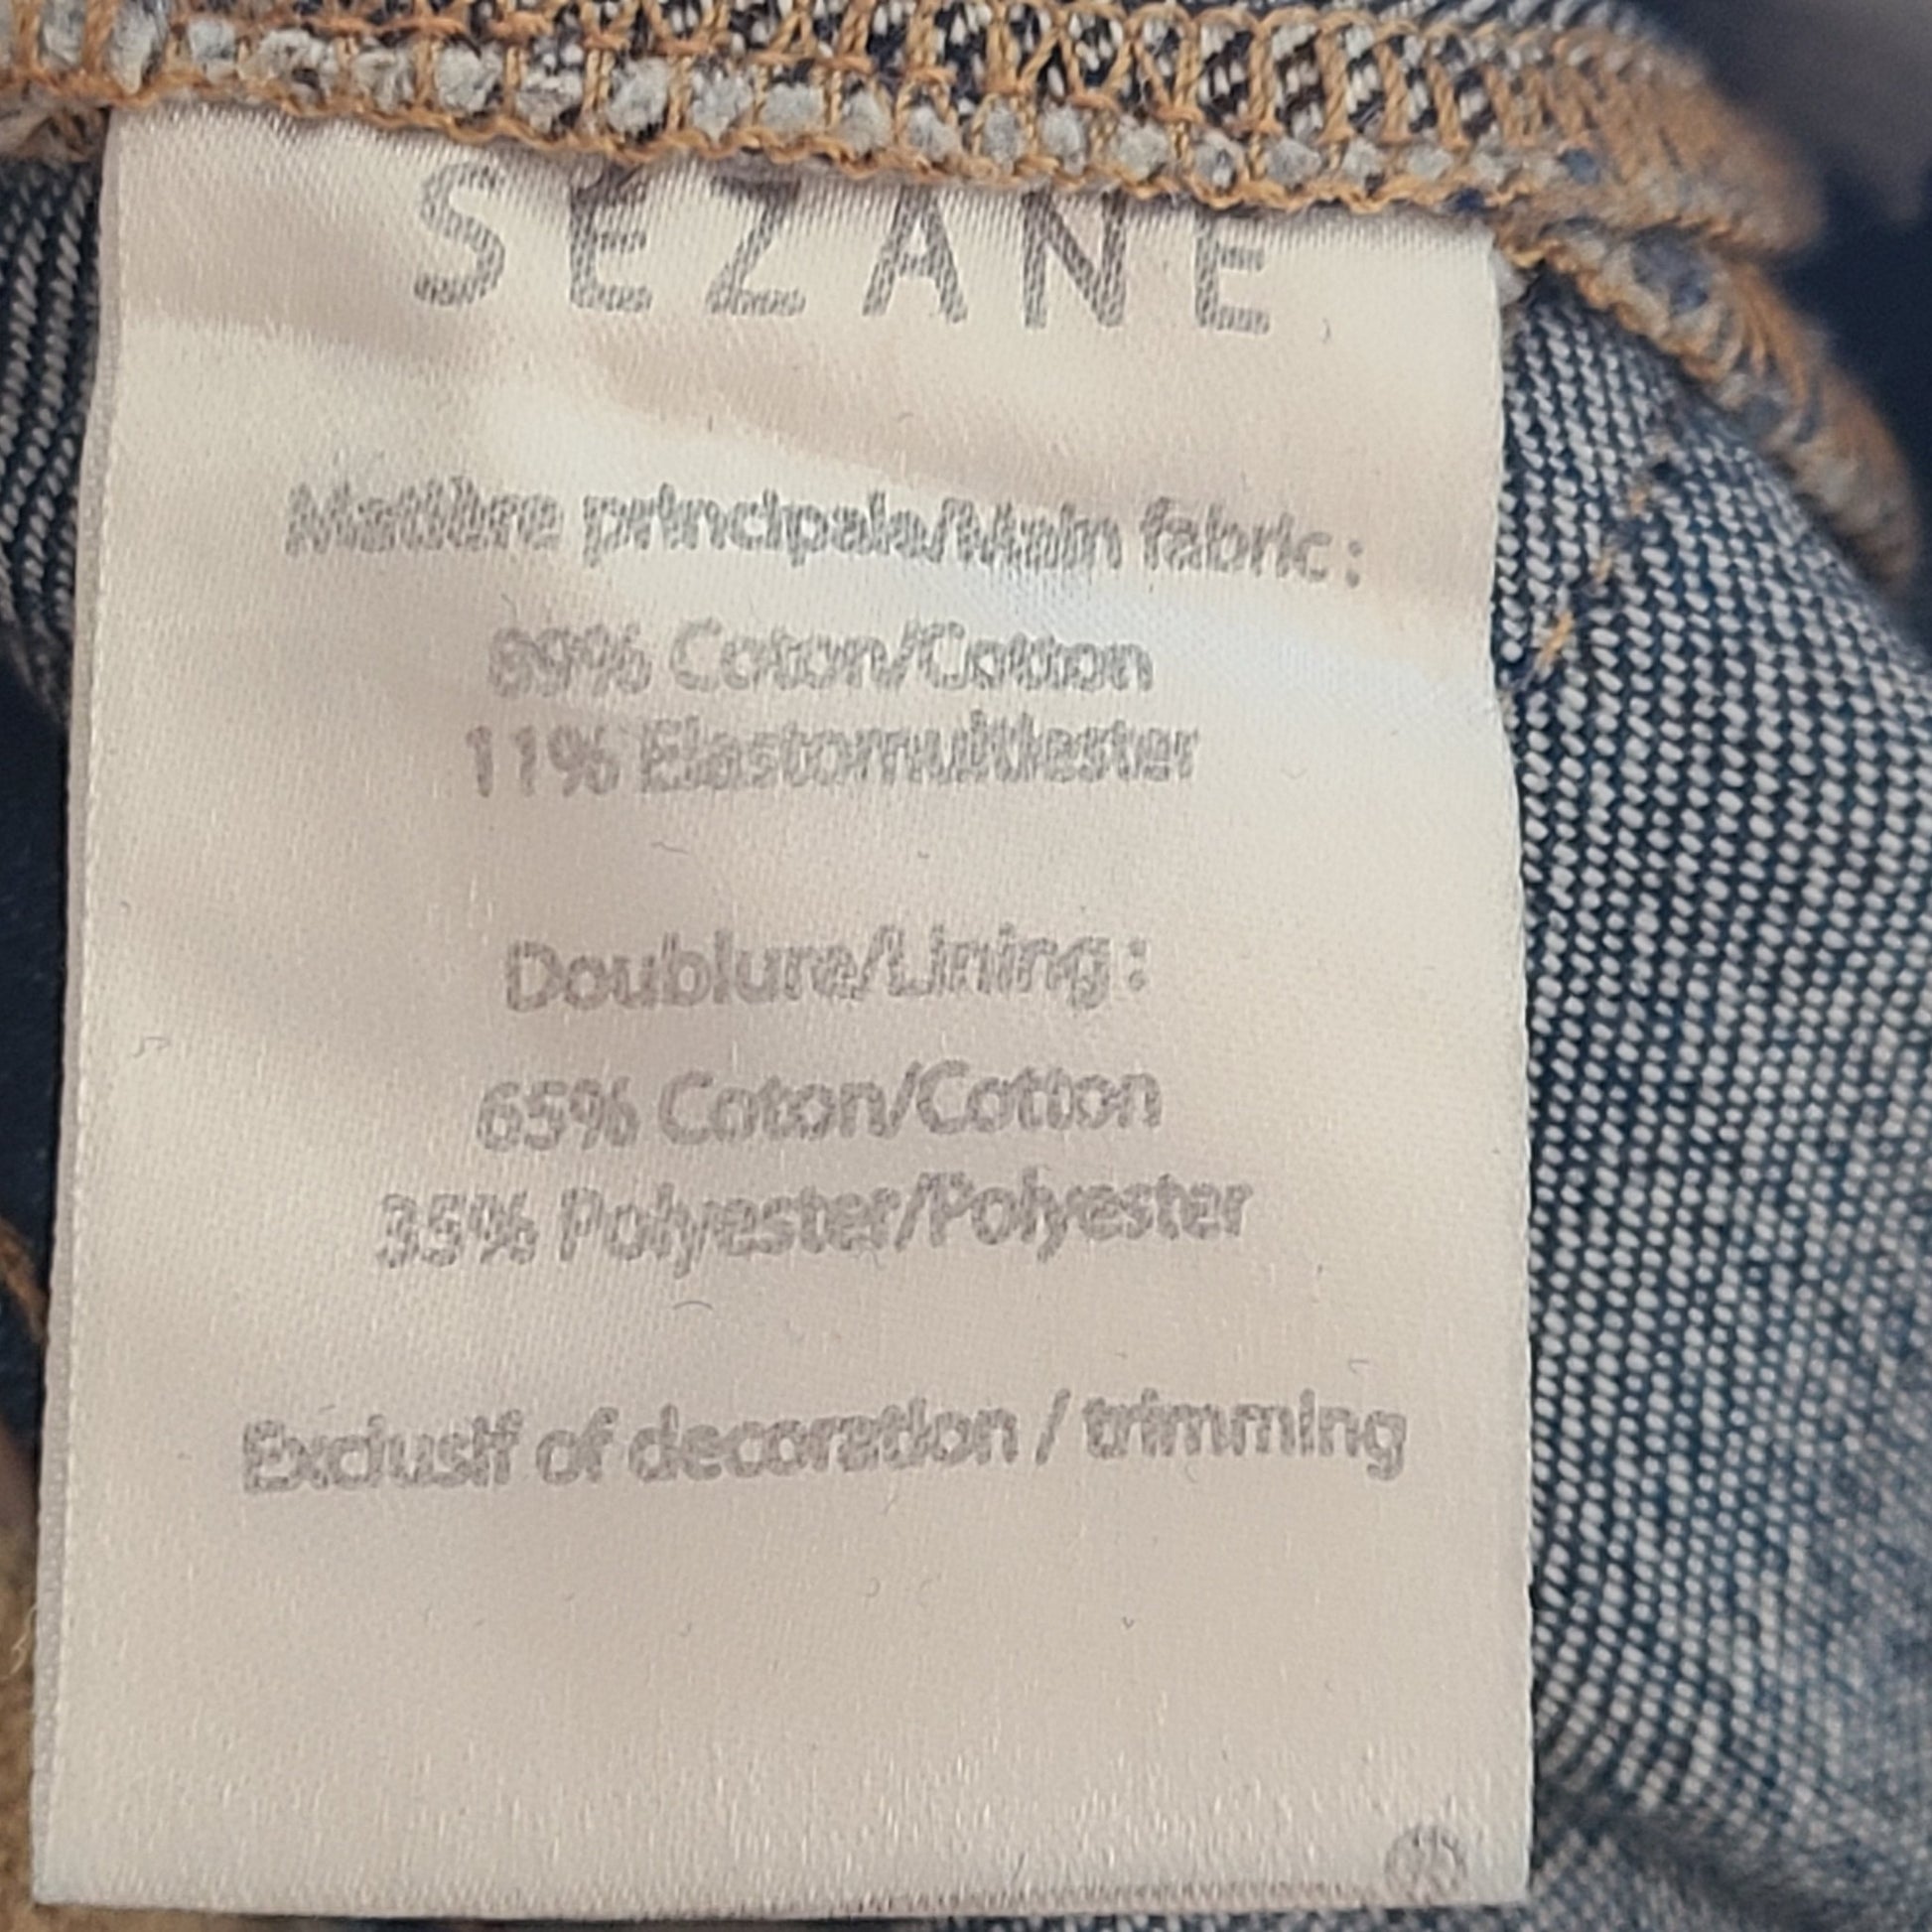 SEZANE
Matière principale/Main fabric :
89% Coton/Cotton
11% Elastomultiester
Doublure/Lining :
65% Coton/Cotton
35% Polyester/Polyester
Exclusif of decoration / trimming